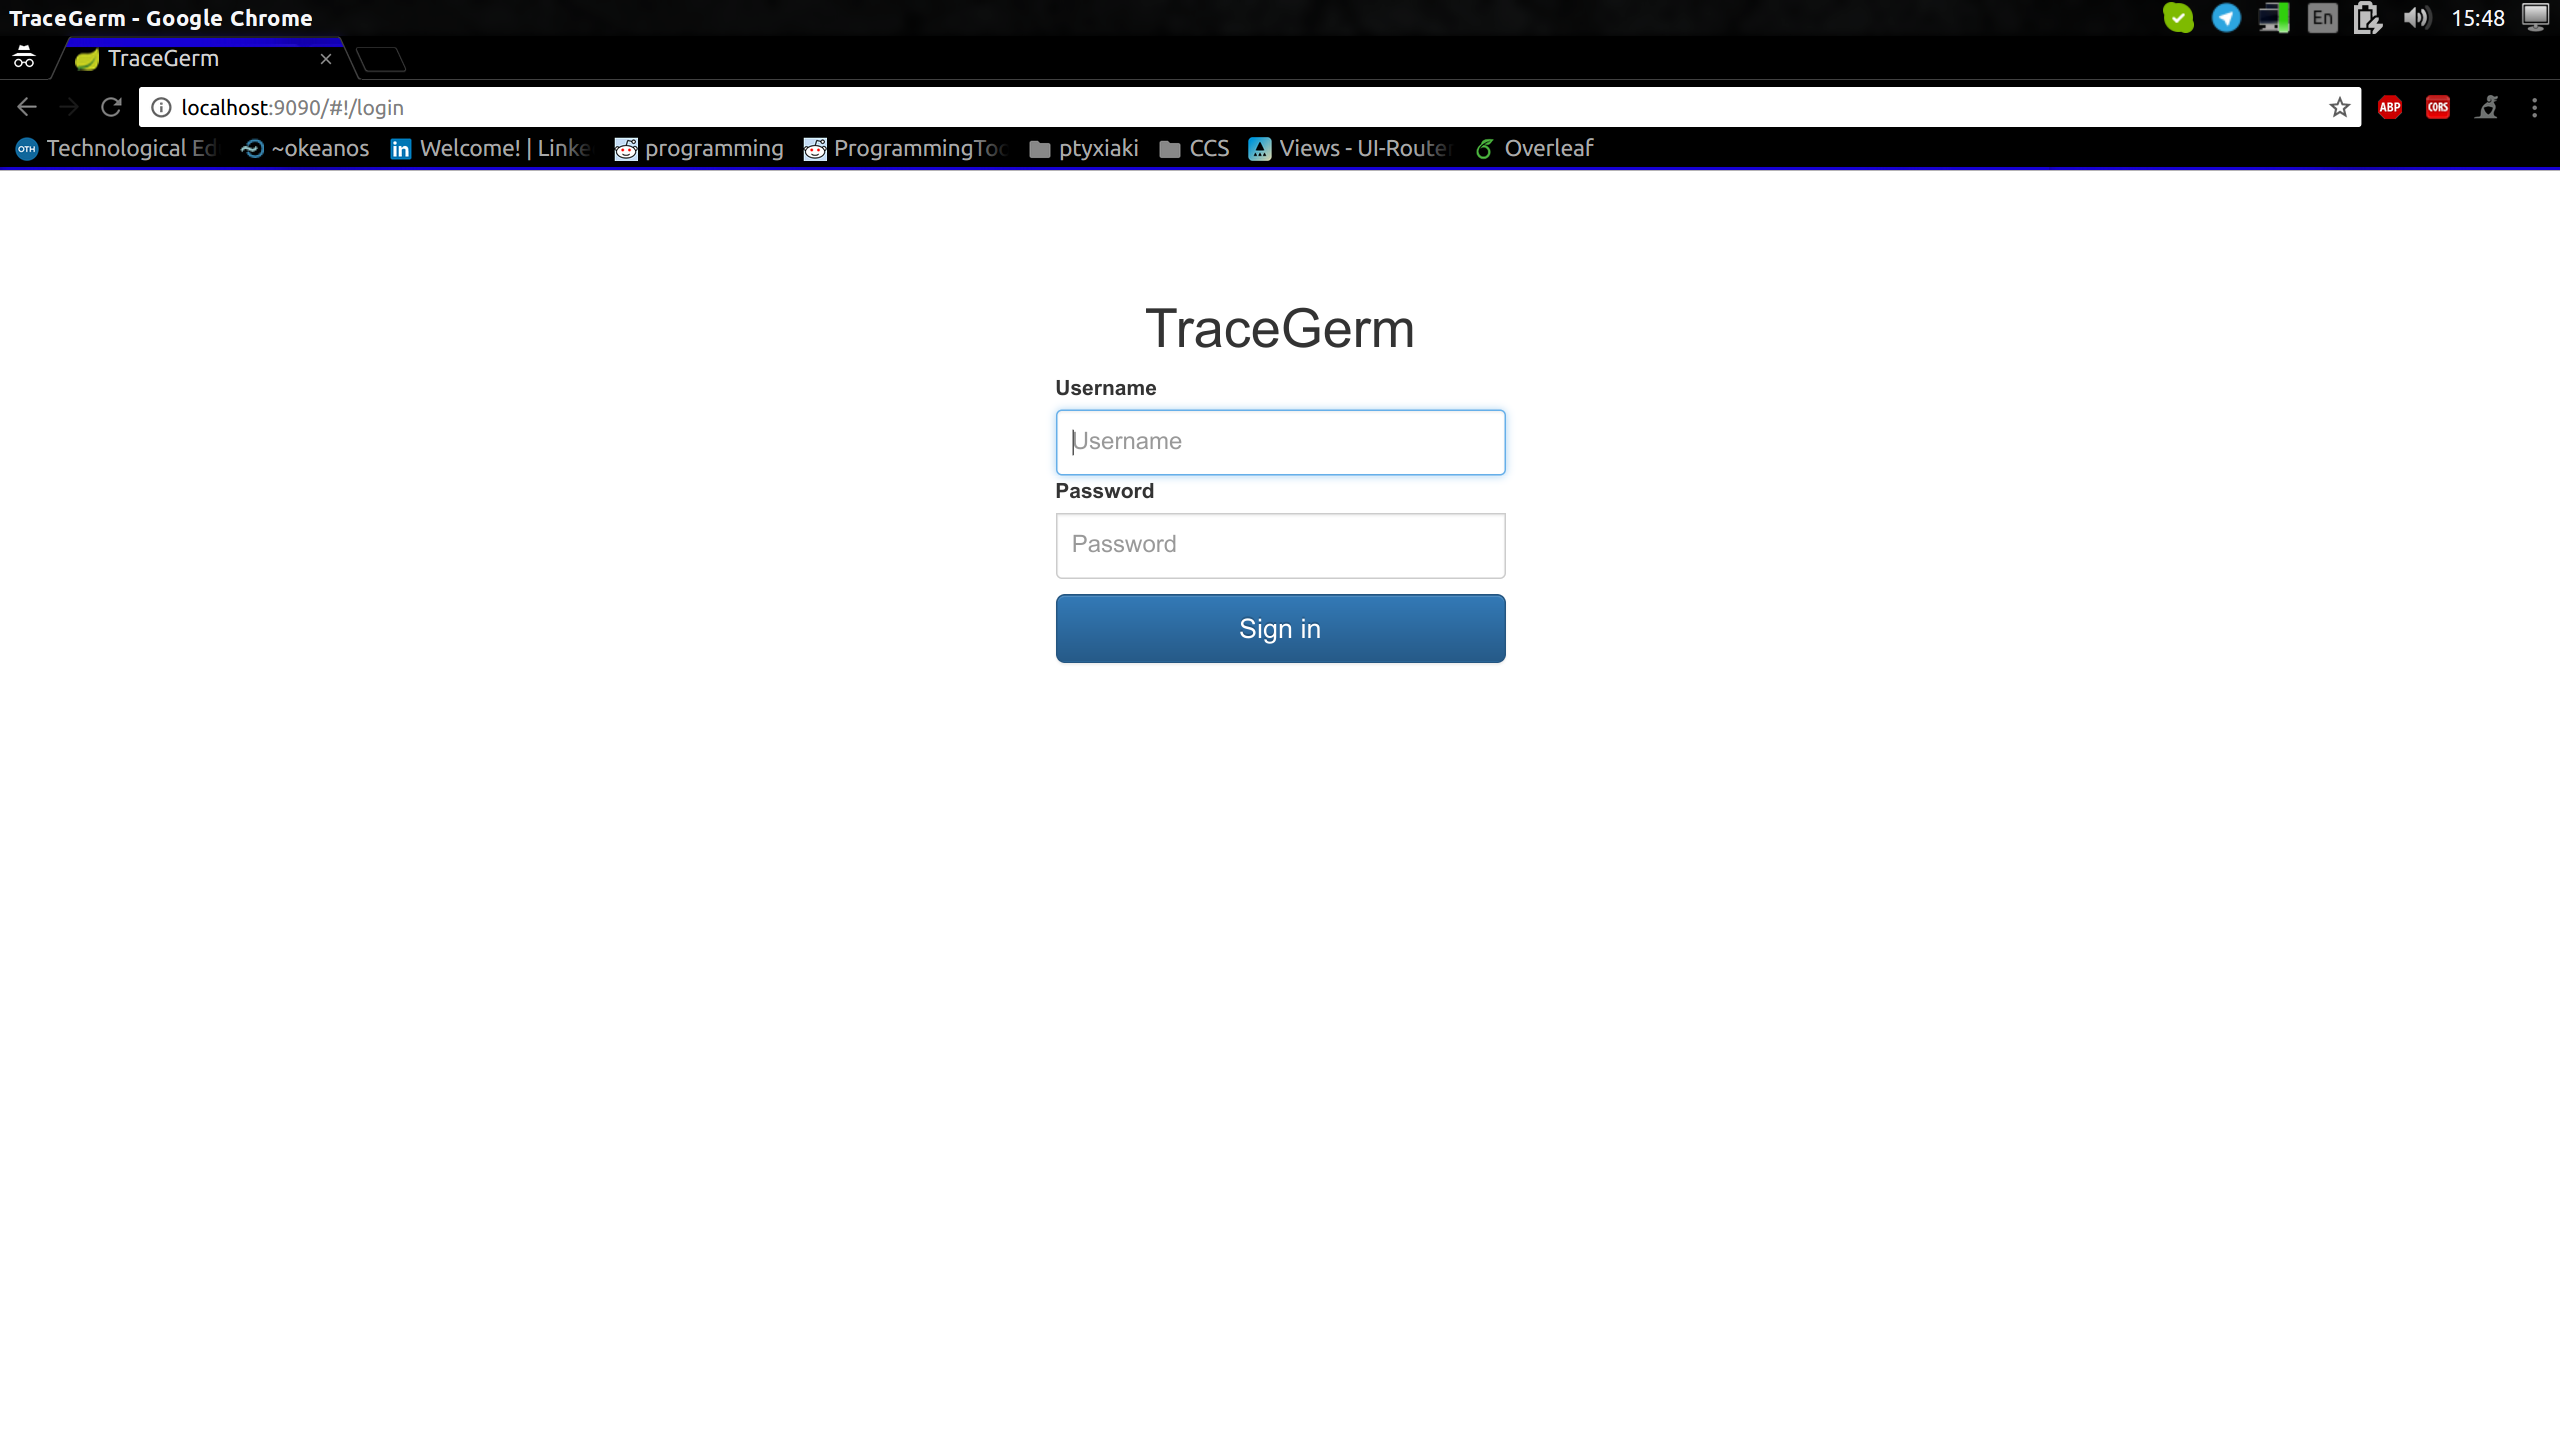 TraceGerm - Google Chrome
En
15:48
TraceGerm
localhost:9090/#!/login
ABP
CORS
OTH Technological Ed
~okeanos
in Welcome! | Linke
programming
ProgrammingToo
ptyxiaki
CCS
Views - UI-Router
Overleaf
TraceGerm
Username
Username
Password
Password
Sign in